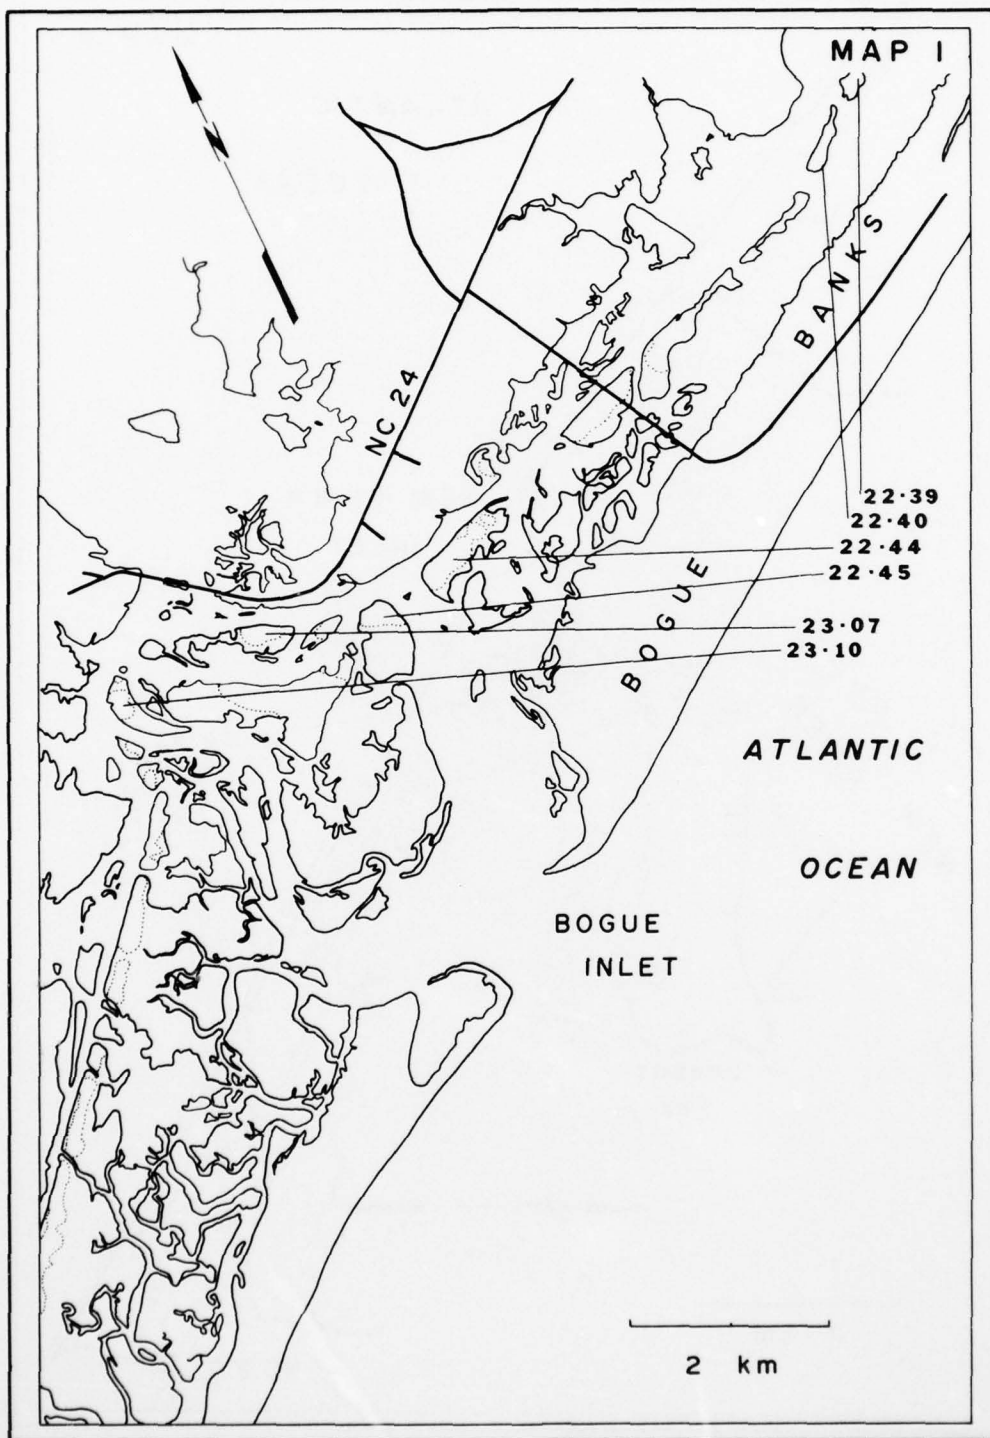 MAP 1
N
NC 24
BANKS
22·39
22·40
22·44
22·45
23·07
23·10
BOGUE
ATLANTIC
OCEAN
BOGUE
INLET
2 km